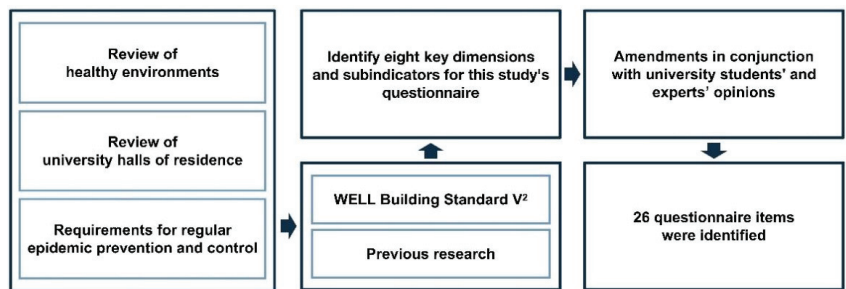 Review of
healthy environments
Review of
university halls of residence
Requirements for regular
epidemic prevention and control
WELL Building Standard V²
Previous research
Identify eight key dimensions
and subindicators for this study's
questionnaire
Amendments in conjunction
with university students' and
experts' opinions
26 questionnaire items
were identified